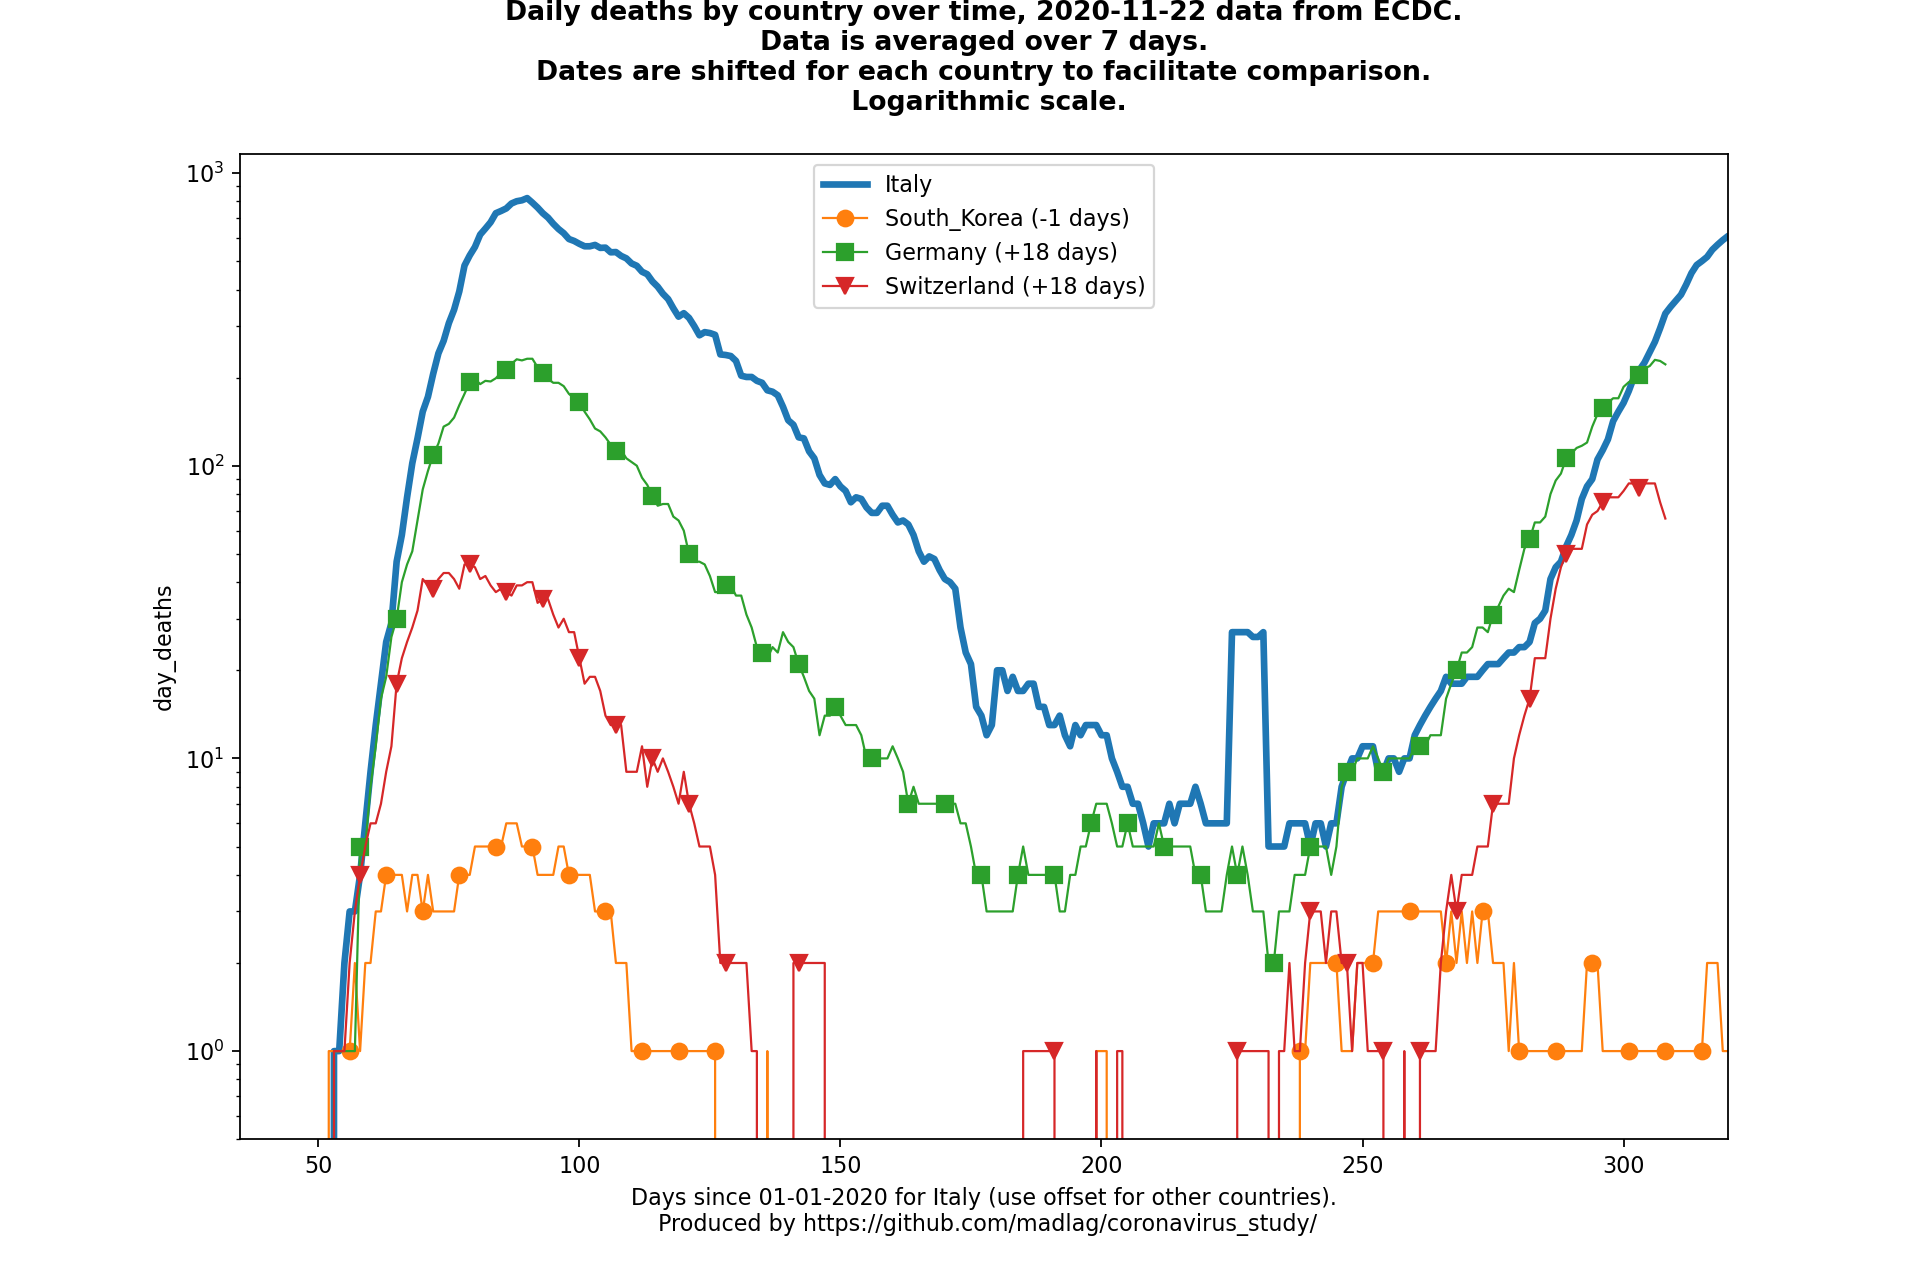 Daily deaths by country over time, 2020-11-22 data from ECDC.
Data is averaged over 7 days.
Dates are shifted for each country to facilitate comparison.
Logarithmic scale.
10³
Italy
South_Korea (-1 days)
Germany (+18 days)
Switzerland (+18 days)
10²
day_deaths
10¹
10⁰
50 100 150 200 250 300
Days since 01-01-2020 for Italy (use offset for other countries).
Produced by https://github.com/madlag/coronavirus_study/